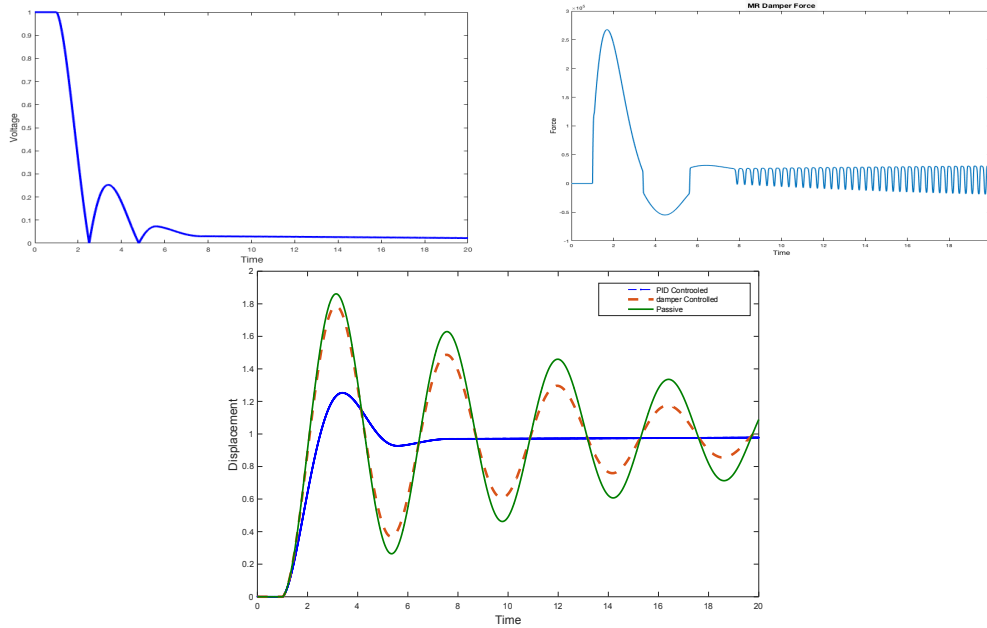 1
0.9
0.8
0.7
0.6
0.5
0.4
0.3
0.2
0.1
0
Voltage
0 2 4 6 8 10 12 14 16 18 20
Time
MR Damper Force
3
2.5
2
1.5
1
0.5
0
-0.5
-1
Force
0 2 4 6 8 10 12 14 16 18
Time
2
1.8
1.6
1.4
1.2
1
0.8
0.6
0.4
0.2
0
Displacement
PID Controoled
damper Controlled
Passive
0 2 4 6 8 10 12 14 16 18 20
Time